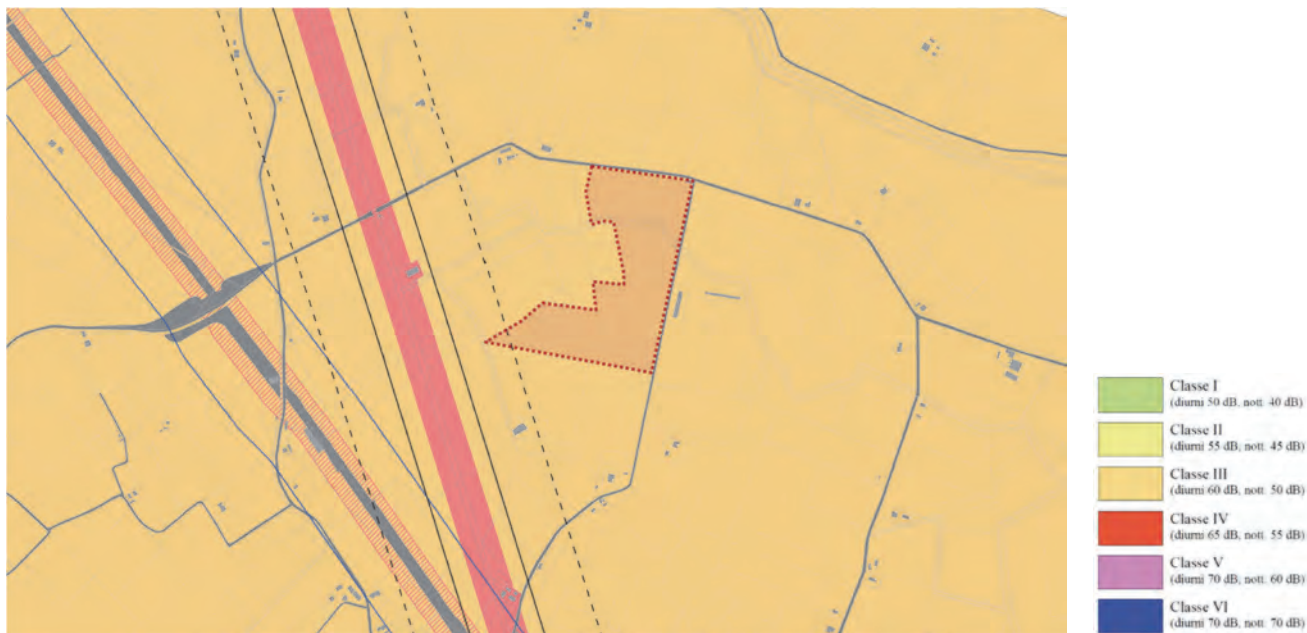 Classe I
(diurni 50 dB, nott. 40 dB)
Classe II
(diurni 55 dB, nott. 45 dB)
Classe III
(diurni 60 dB, nott. 50 dB)
Classe IV
(diurni 65 dB, nott. 55 dB)
Classe V
(diurni 70 dB, nott. 60 dB)
Classe VI
(diurni 70 dB, nott. 70 dB)